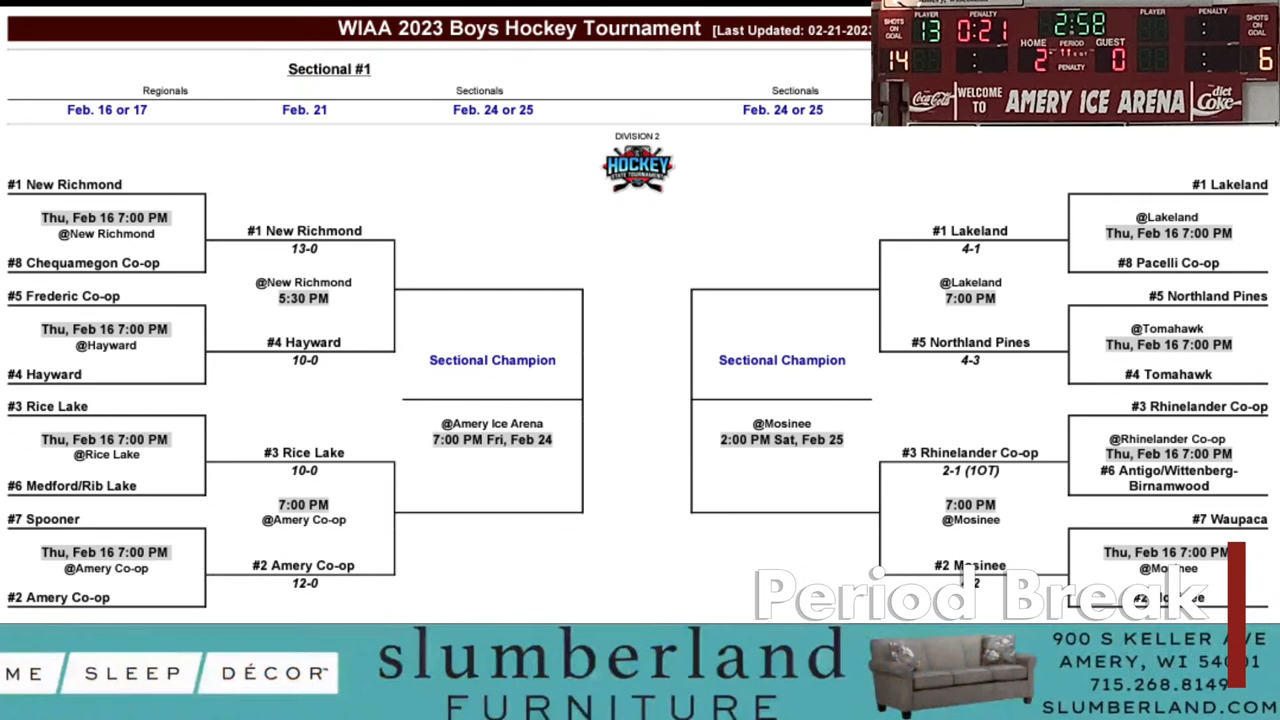 WIAA 2023 Boys Hockey Tournament [Last Updated: 02-21-2023
Sectional #1
Regionals
Sectionals
Sectionals
Feb. 16 or 17
Feb. 21
Feb. 24 or 25
Feb. 24 or 25
SHOTS ON GOAL
PLAYER
PENALTY
PLAYER
PENALTY
SHOTS ON GOAL
13
0:21
2:58
HOME
PERIOD
GUEST
14
2
1
0
6
PENALTY
Coca-Cola
WELCOME TO
AMERY ICE ARENA
diet Coke
DIVISION 2
HOCKEY
STATE TOURNAMENT
#1 New Richmond
Thu, Feb 16 7:00 PM
@New Richmond
#8 Chequamegon Co-op
#5 Frederic Co-op
Thu, Feb 16 7:00 PM
@Hayward
#4 Hayward
#3 Rice Lake
Thu, Feb 16 7:00 PM
@Rice Lake
#6 Medford/Rib Lake
#7 Spooner
Thu, Feb 16 7:00 PM
@Amery Co-op
#2 Amery Co-op
#1 New Richmond
13-0
@New Richmond
5:30 PM
#4 Hayward
10-0
#3 Rice Lake
10-0
7:00 PM
@Amery Co-op
#2 Amery Co-op
12-0
Sectional Champion
@Amery Ice Arena
7:00 PM Fri, Feb 24
Sectional Champion
@Mosinee
2:00 PM Sat, Feb 25
#1 Lakeland
4-1
@Lakeland
7:00 PM
#5 Northland Pines
4-3
#3 Rhinelander Co-op
2-1 (1OT)
7:00 PM
@Mosinee
#2 Mosinee
#1 Lakeland
@Lakeland
Thu, Feb 16 7:00 PM
#8 Pacelli Co-op
#5 Northland Pines
@Tomahawk
Thu, Feb 16 7:00 PM
#4 Tomahawk
#3 Rhinelander Co-op
@Rhinelander Co-op
Thu, Feb 16 7:00 PM
#6 Antigo/Wittenberg-
Birnamwood
#7 Waupaca
Thu, Feb 16 7:00 PM
@Mosinee
Period Break
ME
SLEEP
DÉCOR™
slumberland
FURNITURE
900 S KELLER AVE
AMERY, WI 54001
715.268.8149
SLUMBERLAND.COM